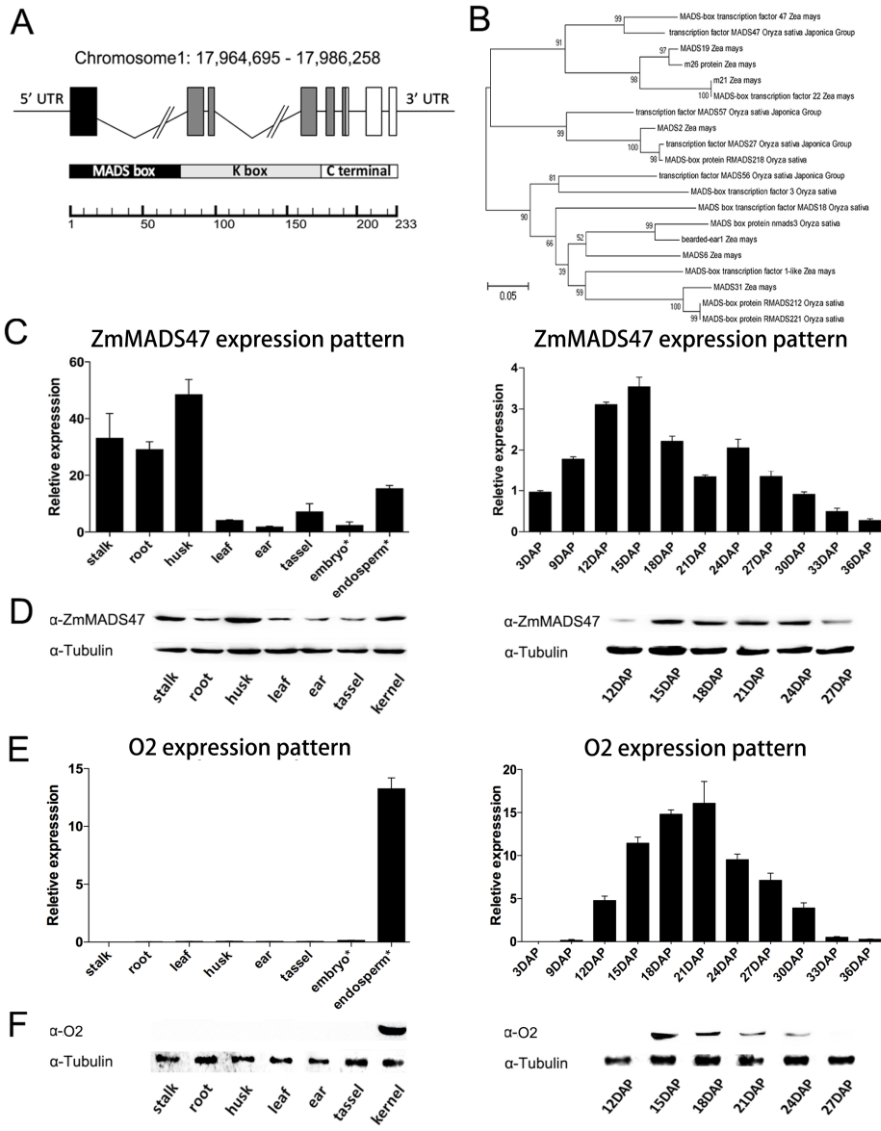 A
Chromosome1: 17,964,695 - 17,986,258
5' UTR
3' UTR
MADS box
K box
C terminal
1
50
100
150
200
233
B
MADS-box transcription factor 47 Zea mays
transcription factor MADS47 Oryza sativa Japonica Group
MADS19 Zea mays
m26 protein Zea mays
m21 Zea mays
MADS-box transcription factor 22 Zea mays
transcription factor MADS57 Oryza sativa Japonica Group
MADS2 Zea mays
transcription factor MADS27 Oryza sativa Japonica Group
MADS-box protein RMADS218 Oryza sativa
transcription factor MADS56 Oryza sativa Japonica Group
MADS-box transcription factor 3 Oryza sativa
MADS box transcription factor MADS18 Oryza sativa
MADS box protein nmads3 Oryza sativa
bearded-ear1 Zea mays
MADS6 Zea mays
MADS-box transcription factor 1-like Zea mays
MADS31 Zea mays
MADS-box protein RMADS212 Oryza sativa
MADS-box protein RMADS221 Oryza sativa
99
91
97
98
100
99
100
98
81
90
66
99
52
39
59
100
99
0.05
C
ZmMADS47 expression pattern
Reletive expresssion
60
40
20
0
stalk
root
husk
leaf
ear
tassel
embryo*
endosperm*
ZmMADS47 expression pattern
Reletive expresssion
4
3
2
1
0
3DAP
9DAP
12DAP
15DAP
18DAP
21DAP
24DAP
27DAP
30DAP
33DAP
36DAP
D
α-ZmMADS47
α-Tubulin
stalk
root
husk
leaf
ear
tassel
kernel
α-ZmMADS47
α-Tubulin
12DAP
15DAP
18DAP
21DAP
24DAP
27DAP
E
O2 expression pattern
Reletive expresssion
15
10
5
0
stalk
root
leaf
husk
ear
tassel
embryo*
endosperm*
O2 expression pattern
Reletive expresssion
20
15
10
5
0
3DAP
9DAP
12DAP
15DAP
18DAP
21DAP
24DAP
27DAP
30DAP
33DAP
36DAP
F
α-O2
α-Tubulin
stalk
root
husk
leaf
ear
tassel
kernel
α-O2
α-Tubulin
12DAP
15DAP
18DAP
21DAP
24DAP
27DAP